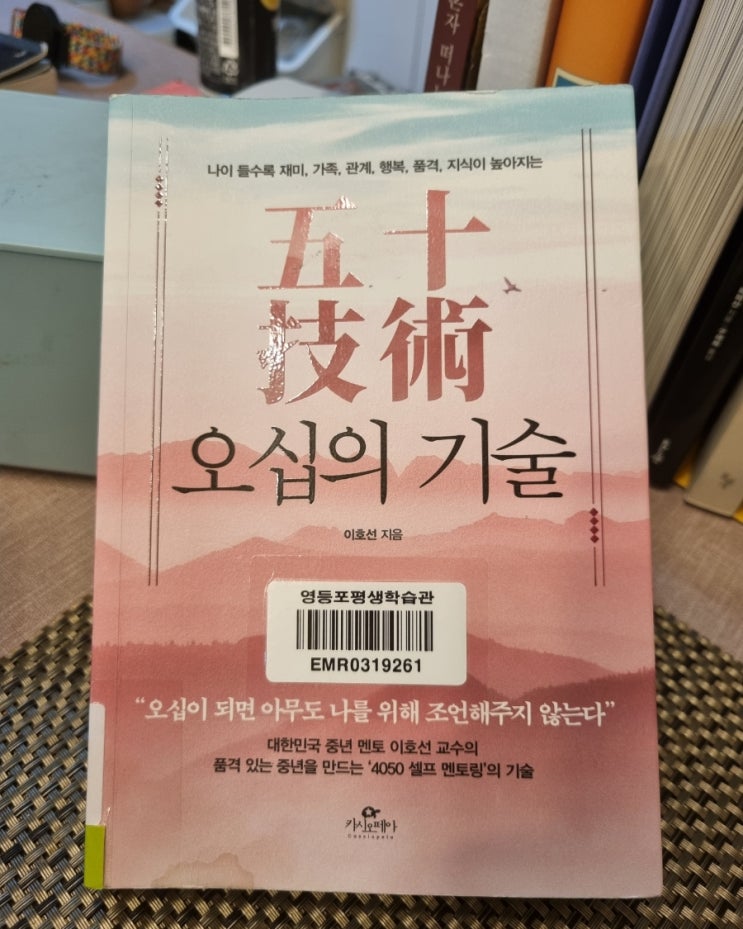 나이 들수록 재미, 가족, 관계, 행복, 품격, 지식이 높아지는
五十
技術
오십의 기술
이호선 지음
영등포평생학습관
EMR0319261
“오십이 되면 아무도 나를 위해 조언해주지 않는다”
대한민국 중년 멘토 이호선 교수의
품격 있는 중년을 만드는 ‘4050 셀프 멘토링’의 기술
카시오페아
Cassiopeia